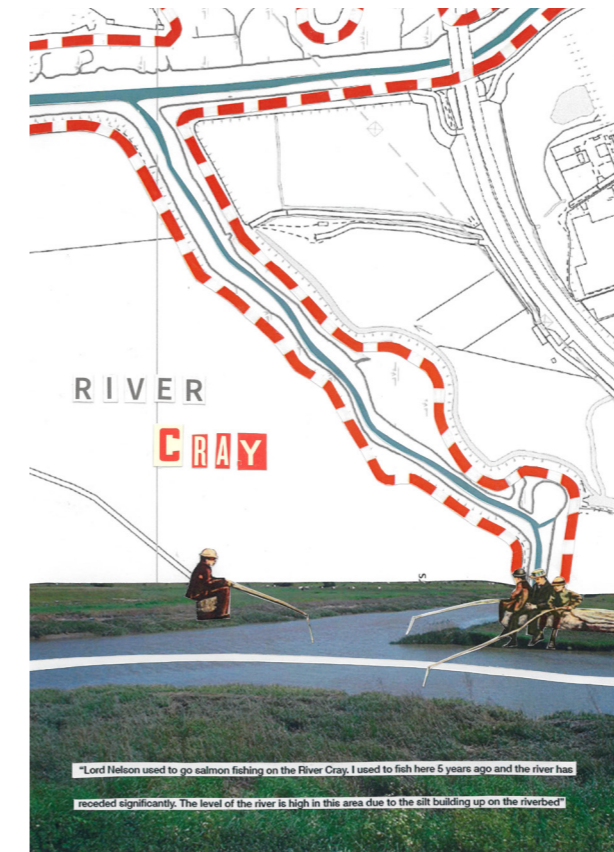 RIVER
CRAY
"Lord Nelson used to go salmon fishing on the River Cray. I used to fish here 5 years ago and the river has
receded significantly. The level of the river is high in this area due to the silt building up on the riverbed"